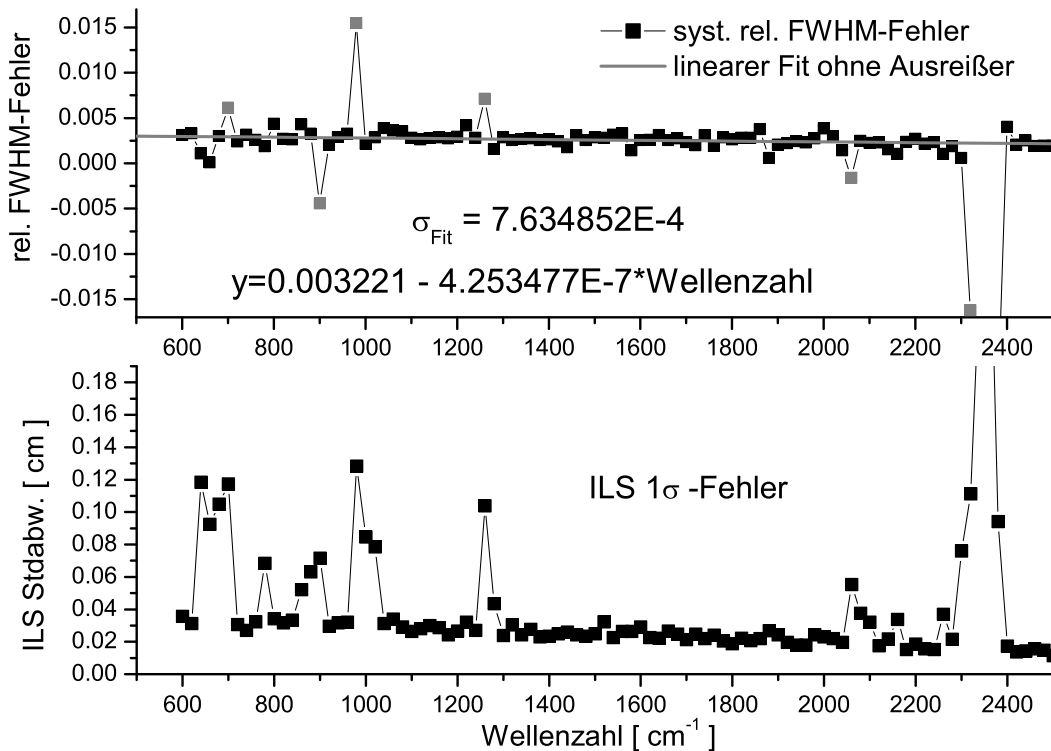 0.015
0.010
0.005
0.000
-0.005
-0.010
-0.015
rel. FWHM-Fehler
syst. rel. FWHM-Fehler
linearer Fit ohne Ausreißer
σFit = 7.634852E-4
y=0.003221 - 4.253477E-7*Wellenzahl
600 800 1000 1200 1400 1600 1800 2000 2200 2400
0.18
0.16
0.14
0.12
0.10
0.08
0.06
0.04
0.02
0.00
ILS Stdabw. [ cm ]
ILS 1σ -Fehler
600 800 1000 1200 1400 1600 1800 2000 2200 2400
Wellenzahl [ cm⁻¹ ]